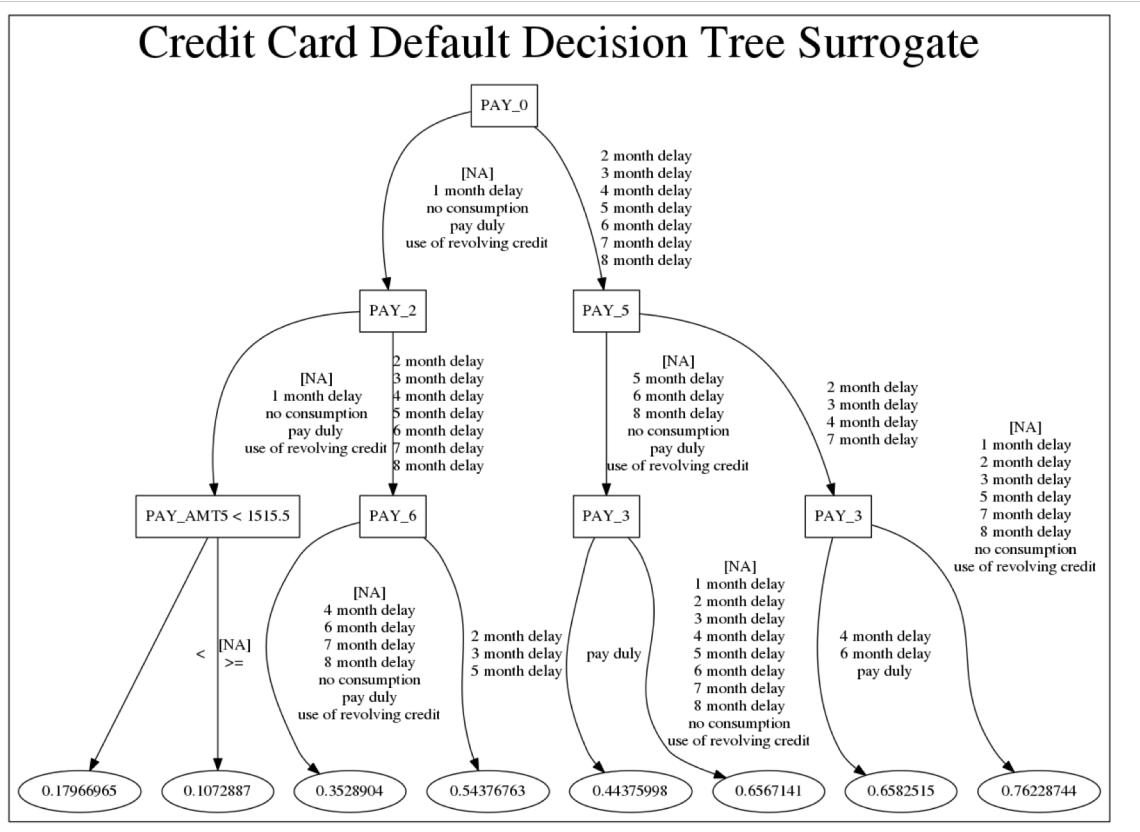 Credit Card Default Decision Tree Surrogate
PAY_0
[NA]
1 month delay
no consumption
pay duly
use of revolving credit
2 month delay
3 month delay
4 month delay
5 month delay
6 month delay
7 month delay
8 month delay
PAY_2
PAY_5
[NA]
1 month delay
no consumption
pay duly
use of revolving credit
2 month delay
3 month delay
4 month delay
5 month delay
6 month delay
7 month delay
8 month delay
[NA]
5 month delay
6 month delay
8 month delay
no consumption
pay duly
use of revolving credit
2 month delay
3 month delay
4 month delay
7 month delay
PAY_AMT5 < 1515.5
PAY_6
PAY_3
PAY_3
<
[NA]
>=
[NA]
4 month delay
6 month delay
7 month delay
8 month delay
no consumption
pay duly
use of revolving credit
2 month delay
3 month delay
5 month delay
pay duly
[NA]
1 month delay
2 month delay
3 month delay
4 month delay
5 month delay
6 month delay
7 month delay
8 month delay
no consumption
use of revolving credit
4 month delay
6 month delay
pay duly
[NA]
1 month delay
2 month delay
3 month delay
5 month delay
7 month delay
8 month delay
no consumption
use of revolving credit
0.17966965
0.1072887
0.3528904
0.54376763
0.44375998
0.6567141
0.6582515
0.76228744